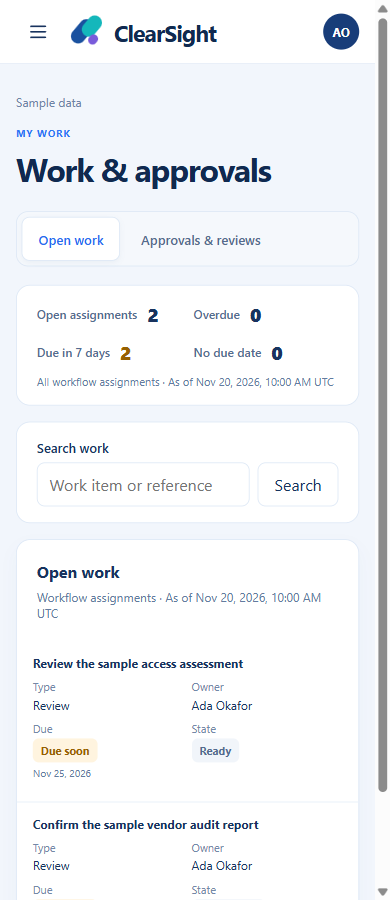 ClearSight
AO
Sample data
MY WORK
Work & approvals
Open work
Approvals & reviews
Open assignments 2
Overdue 0
Due in 7 days 2
No due date 0
All workflow assignments · As of Nov 20, 2026, 10:00 AM UTC
Search work
Work item or reference
Search
Open work
Workflow assignments · As of Nov 20, 2026, 10:00 AM
UTC
Review the sample access assessment
Type
Owner
Review
Ada Okafor
Due
State
Due soon
Ready
Nov 25, 2026
Confirm the sample vendor audit report
Type
Owner
Review
Ada Okafor
Due
State